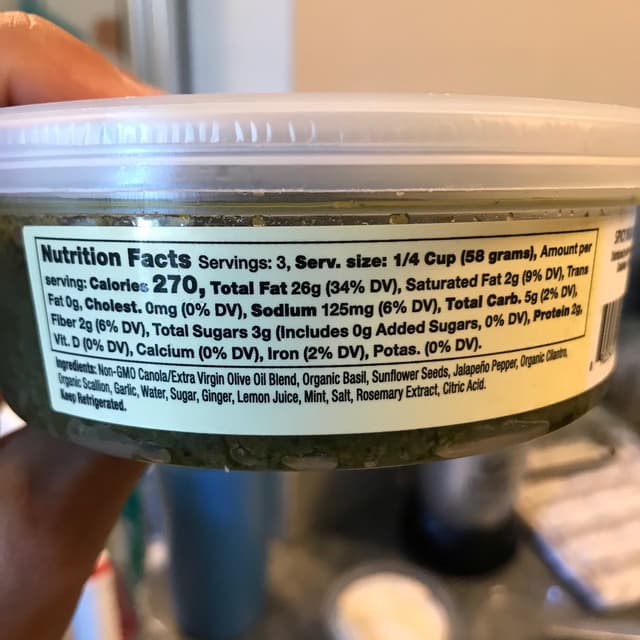 Nutrition Facts Servings: 3, Serv. size: 1/4 Cup (58 grams), Amount per
serving: Calories 270, Total Fat 26g (34% DV), Saturated Fat 2g (9% DV), Trans
Fat 0g, Cholest. 0mg (0% DV), Sodium 125mg (6% DV), Total Carb. 5g (2% DV),
Fiber 2g (6% DV), Total Sugars 3g (Includes 0g Added Sugars, 0% DV), Protein 2g,
Vit. D (0% DV), Calcium (0% DV), Iron (2% DV), Potas. (0% DV).
Ingredients: Non-GMO Canola/Extra Virgin Olive Oil Blend, Organic Basil, Sunflower Seeds, Jalapeño Pepper, Organic Cilantro,
Organic Scallion, Garlic, Water, Sugar, Ginger, Lemon Juice, Mint, Salt, Rosemary Extract, Citric Acid.
Keep Refrigerated.